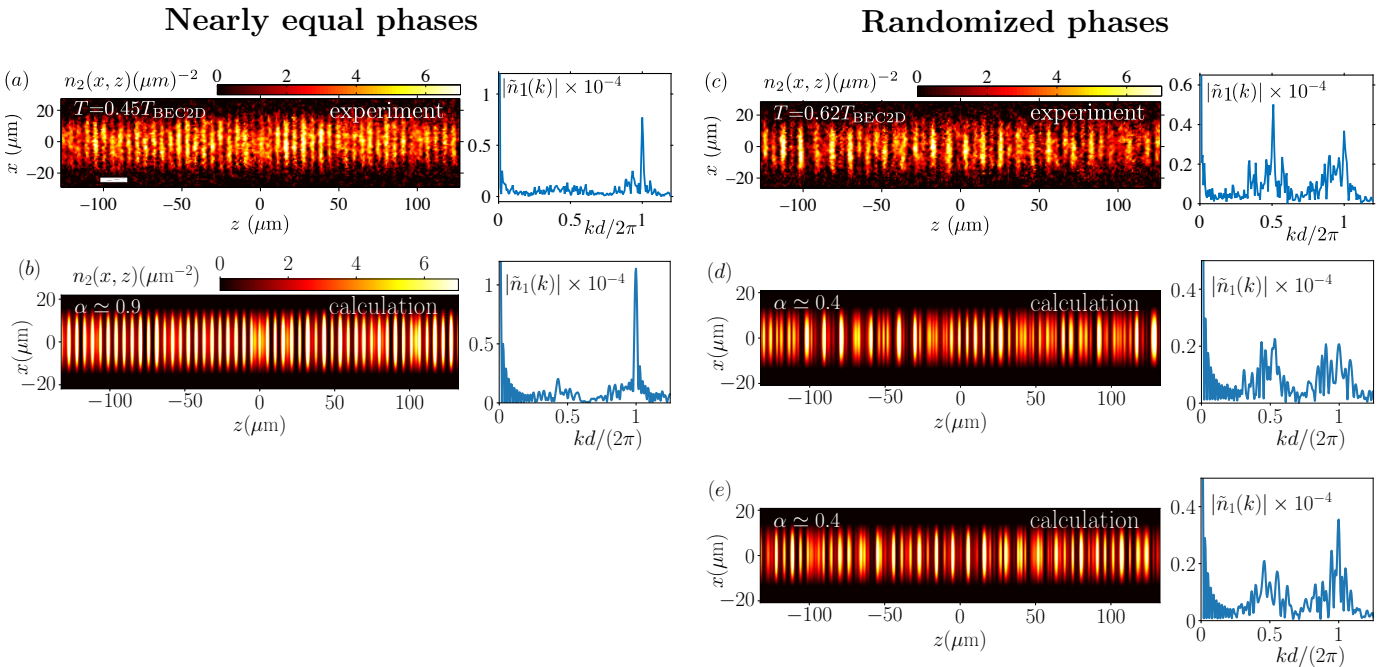 Nearly equal phases
Randomized phases
(a) n₂(x, z)(μm)⁻² 0 2 4 6
T=0.45T_BEC2D experiment
20
0
−20
x (μm)
−100 −50 0 50 100
z (μm)
|ñ1(k)| × 10⁻⁴
1
0.5
0
0 0.5 1
kd/2π
(b) n₂(x, z)(μm⁻²) 0 2 4 6
α ≃ 0.9 calculation
20
0
−20
x(μm)
−100 −50 0 50 100
z(μm)
|ñ₁(k)| × 10⁻⁴
1
0.5
0
0 0.5 1
kd/(2π)
(c) n₂(x, z)(μm)⁻² 0 2 4 6
T=0.62T_BEC2D experiment
20
0
−20
x (μm)
−100 −50 0 50 100
z (μm)
|ñ1(k)| × 10⁻⁴
0.6
0.4
0.2
0
0 0.5 1
kd/2π
(d)
α ≃ 0.4 calculation
20
0
−20
x(μm)
−100 −50 0 50 100
z(μm)
|ñ₁(k)| × 10⁻⁴
0.4
0.2
0
0 0.5 1
kd/(2π)
(e)
α ≃ 0.4 calculation
20
0
−20
x(μm)
−100 −50 0 50 100
z(μm)
|ñ₁(k)| × 10⁻⁴
0.4
0.2
0
0 0.5 1
kd/(2π)